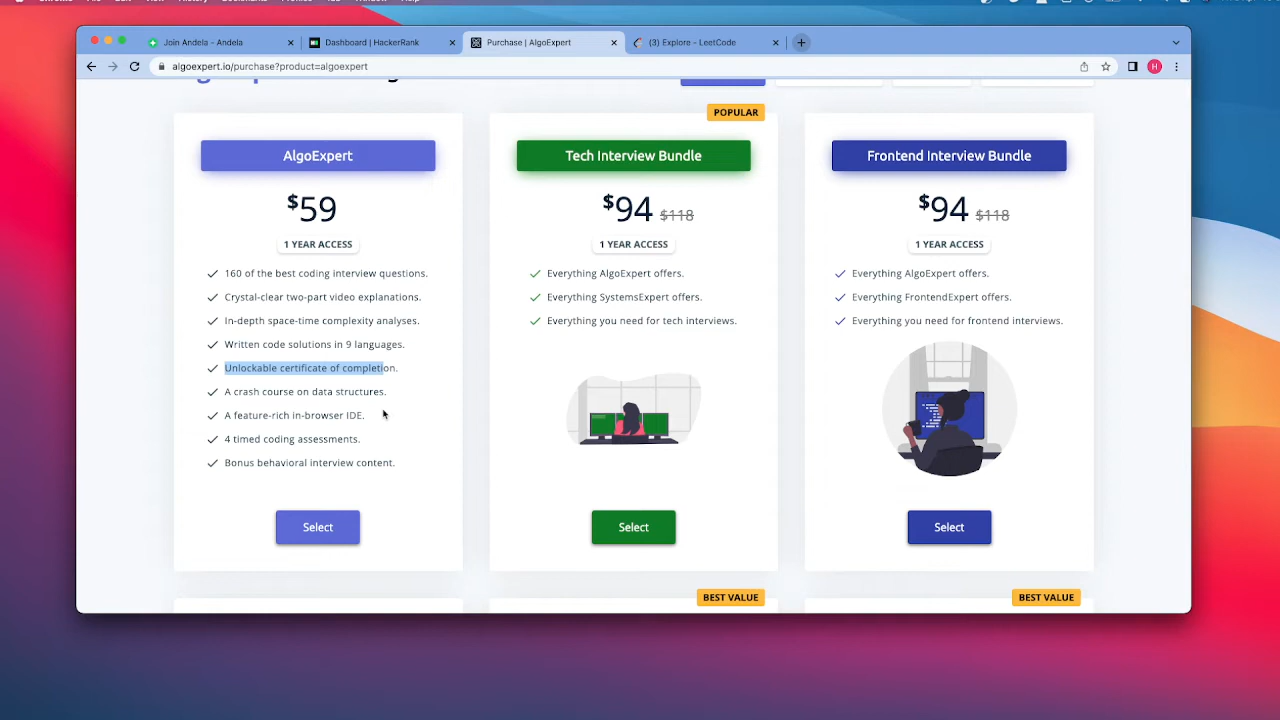 Join Andela - Andela
Dashboard | HackerRank
Purchase | AlgoExpert
(3) Explore - LeetCode
algoexpert.io/purchase?product=algoexpert
H
POPULAR
AlgoExpert
$59
1 YEAR ACCESS
160 of the best coding interview questions.
Crystal-clear two-part video explanations.
In-depth space-time complexity analyses.
Written code solutions in 9 languages.
Unlockable certificate of completion.
A crash course on data structures.
A feature-rich in-browser IDE.
4 timed coding assessments.
Bonus behavioral interview content.
Select
Tech Interview Bundle
$94 $118
1 YEAR ACCESS
Everything AlgoExpert offers.
Everything SystemsExpert offers.
Everything you need for tech interviews.
Select
Frontend Interview Bundle
$94 $118
1 YEAR ACCESS
Everything AlgoExpert offers.
Everything FrontendExpert offers.
Everything you need for frontend interviews.
Select
BEST VALUE
BEST VALUE